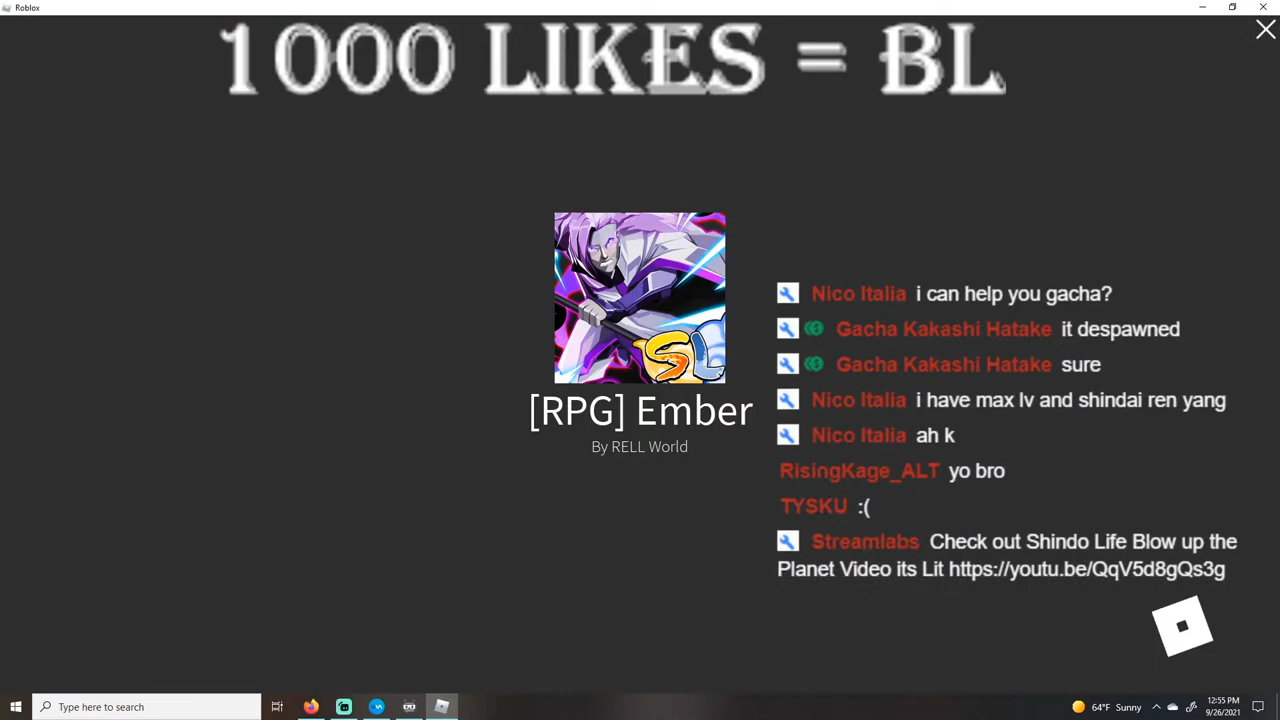 Roblox
1000 LIKES = BL
SL
[RPG] Ember
By RELL World
Nico Italia i can help you gacha?
Gacha Kakashi Hatake it despawned
Gacha Kakashi Hatake sure
Nico Italia i have max lv and shindai ren yang
Nico Italia ah k
RisingKage_ALT yo bro
TYSKU :(
Streamlabs Check out Shindo Life Blow up the
Planet Video its Lit https://youtu.be/QqV5d8gQs3g
Type here to search
64°F Sunny
12:55 PM
9/26/2021